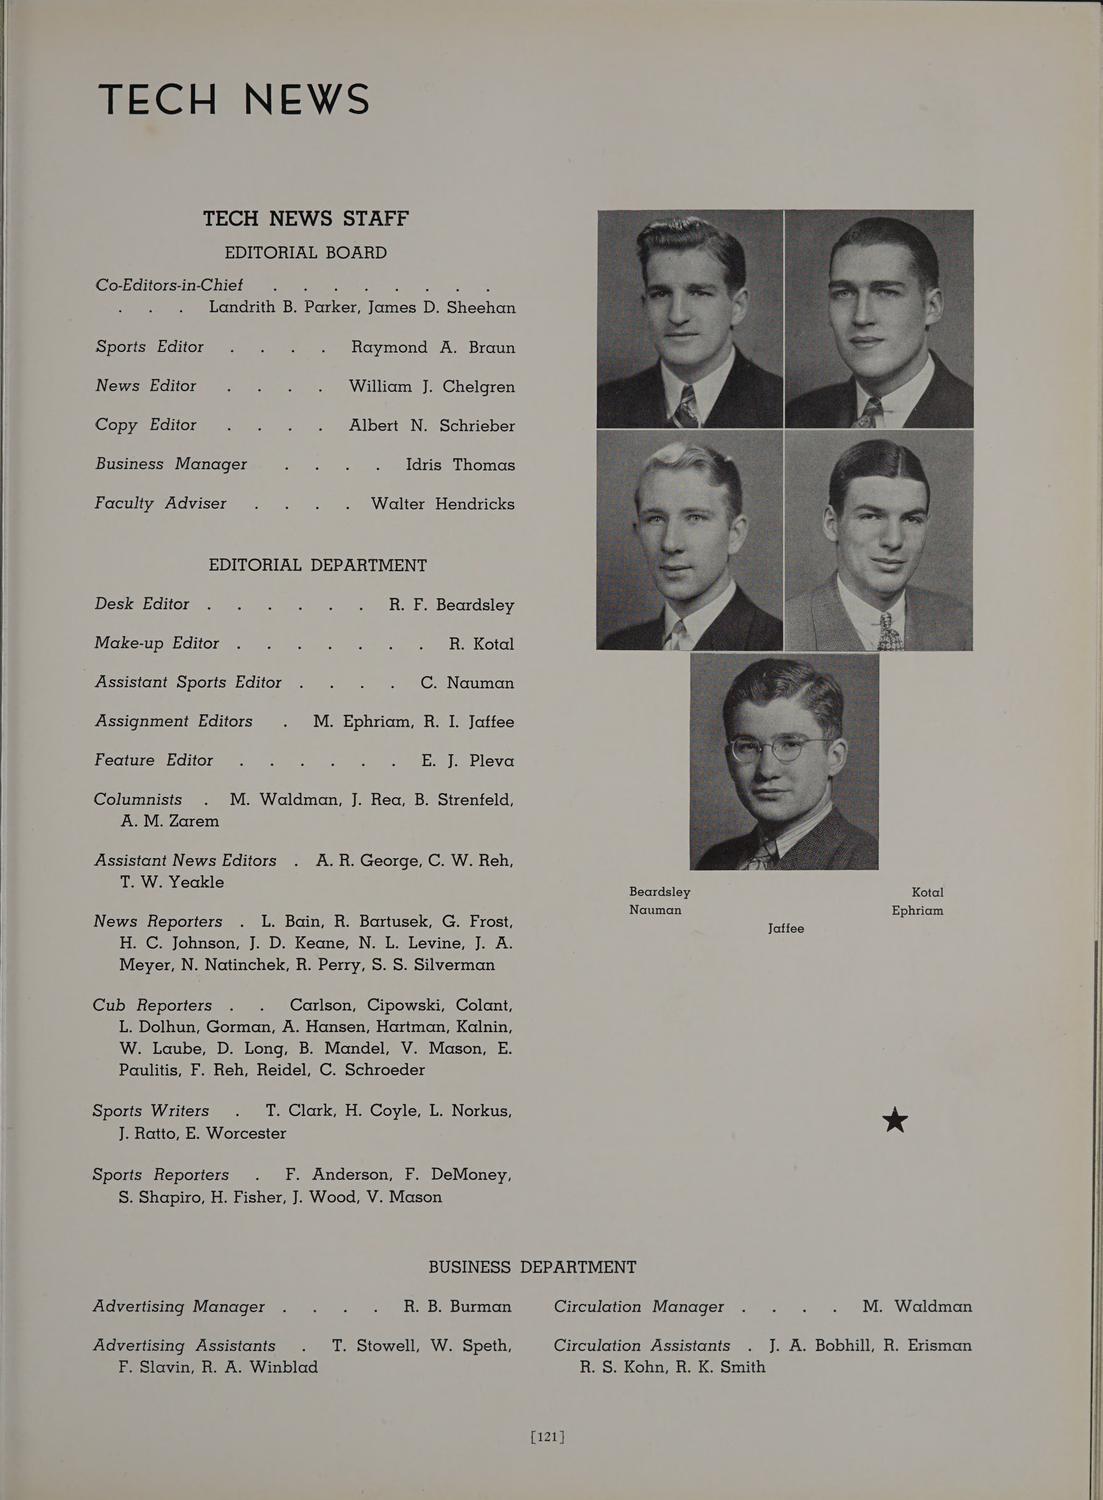 TECH NEWS
TECH NEWS STAFF
EDITORIAL BOARD
Co-Editors-in-Chief . . . . . . . .
. . . Landrith B. Parker, James D. Sheehan
Sports Editor . . . . Raymond A. Braun
News Editor . . . . William J. Chelgren
Copy Editor . . . . Albert N. Schrieber
Business Manager . . . . Idris Thomas
Faculty Adviser . . . . Walter Hendricks
EDITORIAL DEPARTMENT
Desk Editor . . . . . . R. F. Beardsley
Make-up Editor . . . . . . . R. Kotal
Assistant Sports Editor . . . . C. Nauman
Assignment Editors . M. Ephriam, R. I. Jaffee
Feature Editor . . . . . . E. J. Pleva
Columnists . M. Waldman, J. Rea, B. Strenfeld,
A. M. Zarem
Assistant News Editors . A. R. George, C. W. Reh,
T. W. Yeakle
News Reporters . L. Bain, R. Bartusek, G. Frost,
H. C. Johnson, J. D. Keane, N. L. Levine, J. A.
Meyer, N. Natinchek, R. Perry, S. S. Silverman
Cub Reporters . . Carlson, Cipowski, Colant,
L. Dolhun, Gorman, A. Hansen, Hartman, Kalnin,
W. Laube, D. Long, B. Mandel, V. Mason, E.
Paulitis, F. Reh, Reidel, C. Schroeder
Sports Writers . T. Clark, H. Coyle, L. Norkus,
J. Ratto, E. Worcester
Sports Reporters . F. Anderson, F. DeMoney,
S. Shapiro, H. Fisher, J. Wood, V. Mason
Beardsley Kotal
Nauman Ephriam
Jaffee
BUSINESS DEPARTMENT
Advertising Manager . . . . R. B. Burman
Advertising Assistants . T. Stowell, W. Speth,
F. Slavin, R. A. Winblad
Circulation Manager . . . . M. Waldman
Circulation Assistants . J. A. Bobhill, R. Erisman
R. S. Kohn, R. K. Smith
[121]